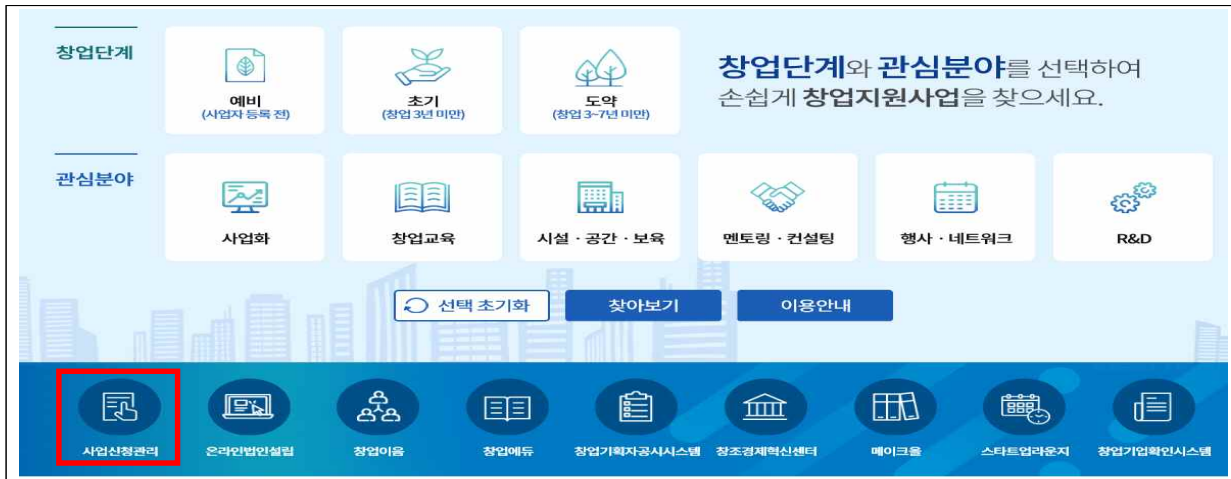 창업단계
예비
(사업자 등록 전)
초기
(창업 3년 미만)
도약
(창업 3~7년 미만)
창업단계와 관심분야를 선택하여
손쉽게 창업지원사업을 찾으세요.
관심분야
사업화
창업교육
시설 · 공간 · 보육
멘토링 · 컨설팅
행사 · 네트워크
R&D
선택 초기화
찾아보기
이용안내
사업신청관리
온라인법인설립
창업이음
창업에듀
창업기획자공시시스템
창조경제혁신센터
메이크올
스타트업라운지
창업기업확인시스템